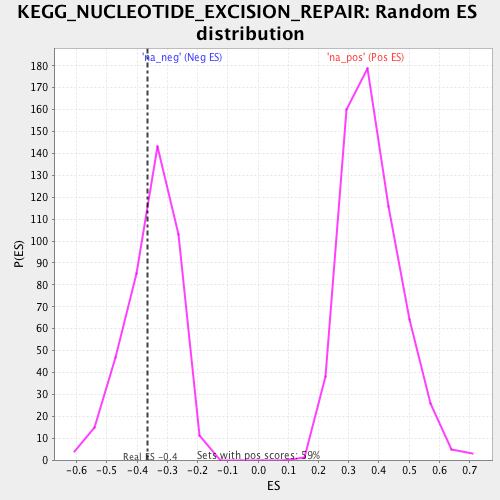 KEGG_NUCLEOTIDE_EXCISION_REPAIR: Random ES
distribution
'na_neg' (Neg ES)
'na_pos' (Pos ES)
180
170
160
150
140
130
120
110
100
90
80
70
60
50
40
30
20
10
0
P(ES)
Real ES -0.4
Sets with pos scores: 59%
-0.6 -0.5 -0.4 -0.3 -0.2 -0.1 0.0 0.1 0.2 0.3 0.4 0.5 0.6 0.7
ES